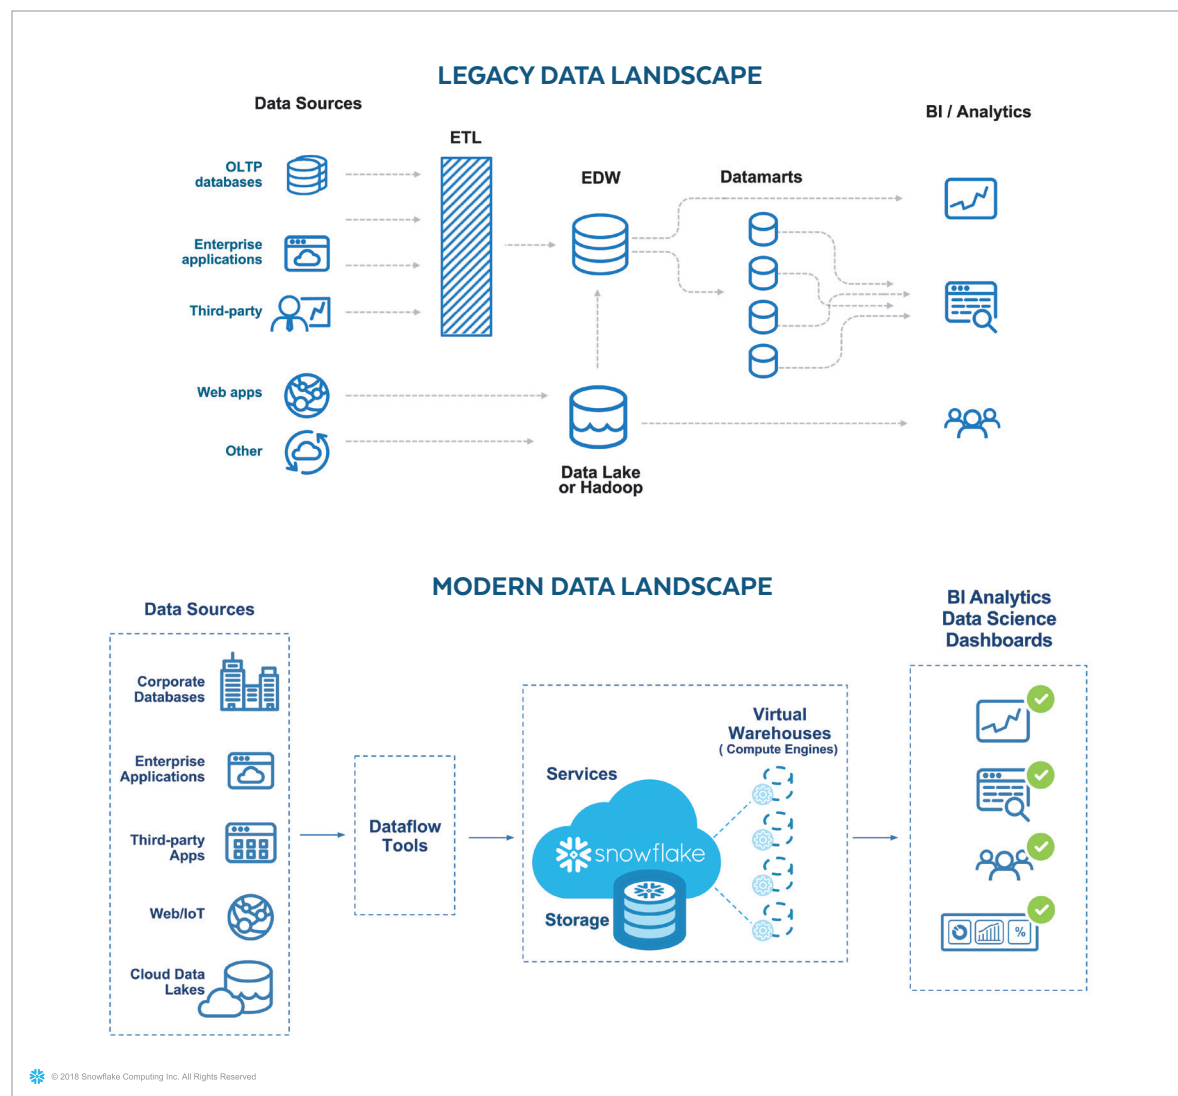 LEGACY DATA LANDSCAPE
Data Sources
BI / Analytics
ETL
OLTP
databases
EDW
Datamarts
Enterprise
applications
Third-party
Web apps
Other
Data Lake
or Hadoop
MODERN DATA LANDSCAPE
Data Sources
BI Analytics
Data Science
Dashboards
Corporate
Databases
Enterprise
Applications
Third-party
Apps
Web/IoT
Cloud Data
Lakes
Dataflow
Tools
Services
snowflake
Storage
Virtual
Warehouses
( Compute Engines)
%
© 2018 Snowflake Computing Inc. All Rights Reserved